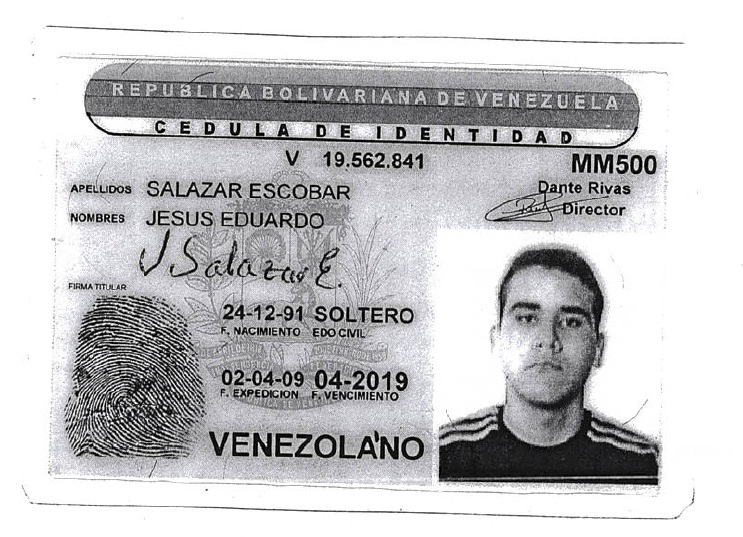 REPUBLICA BOLIVARIANA DE VENEZUELA
CEDULA DE IDENTIDAD
V 19.562.841 MM500
APELLIDOS SALAZAR ESCOBAR Dante Rivas
NOMBRES JESUS EDUARDO Director
J Salazar E.
FIRMA TITULAR
24-12-91 SOLTERO
F. NACIMIENTO EDO CIVIL
02-04-09 04-2019
F. EXPEDICION F. VENCIMIENTO
VENEZOLANO